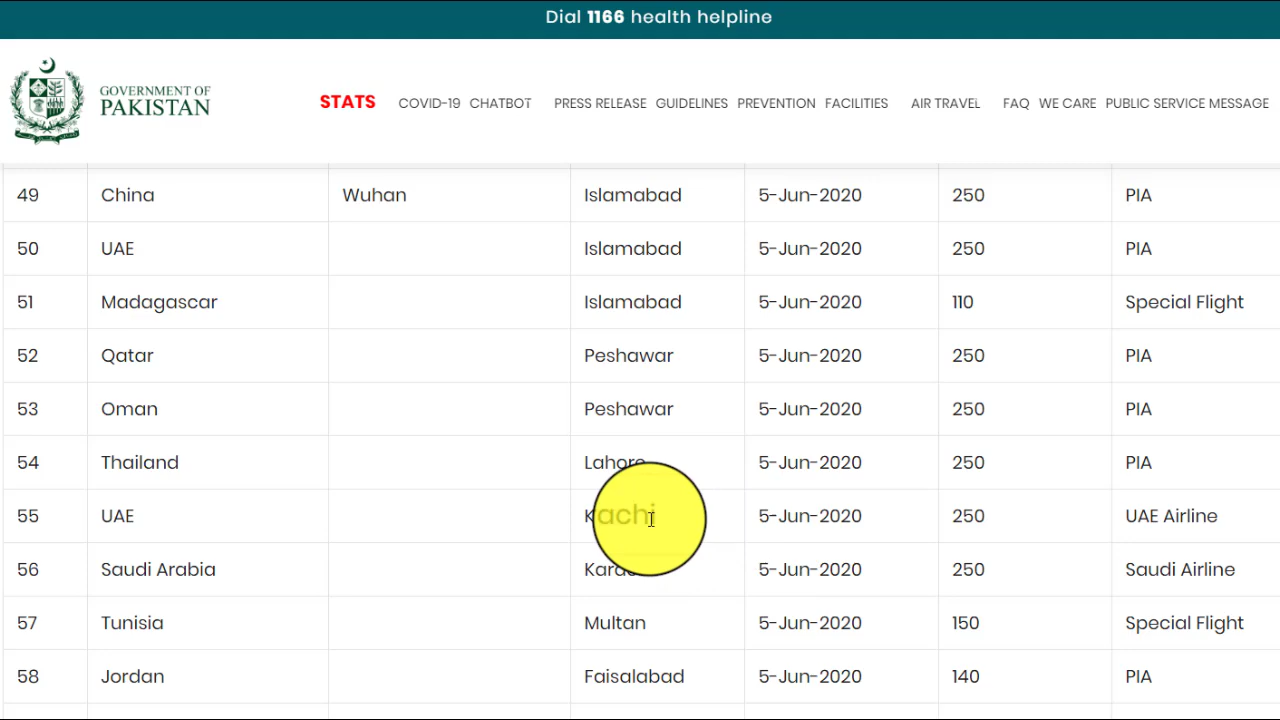 Dial 1166 health helpline
GOVERNMENT OF
PAKISTAN
STATS COVID-19 CHATBOT PRESS RELEASE GUIDELINES PREVENTION FACILITIES AIR TRAVEL FAQ WE CARE PUBLIC SERVICE MESSAGE
49 China Wuhan Islamabad 5-Jun-2020 250 PIA
50 UAE Islamabad 5-Jun-2020 250 PIA
51 Madagascar Islamabad 5-Jun-2020 110 Special Flight
52 Qatar Peshawar 5-Jun-2020 250 PIA
53 Oman Peshawar 5-Jun-2020 250 PIA
54 Thailand Lahore 5-Jun-2020 250 PIA
55 UAE 5-Jun-2020 250 UAE Airline
56 Saudi Arabia 5-Jun-2020 250 Saudi Airline
57 Tunisia Multan 5-Jun-2020 150 Special Flight
58 Jordan Faisalabad 5-Jun-2020 140 PIA